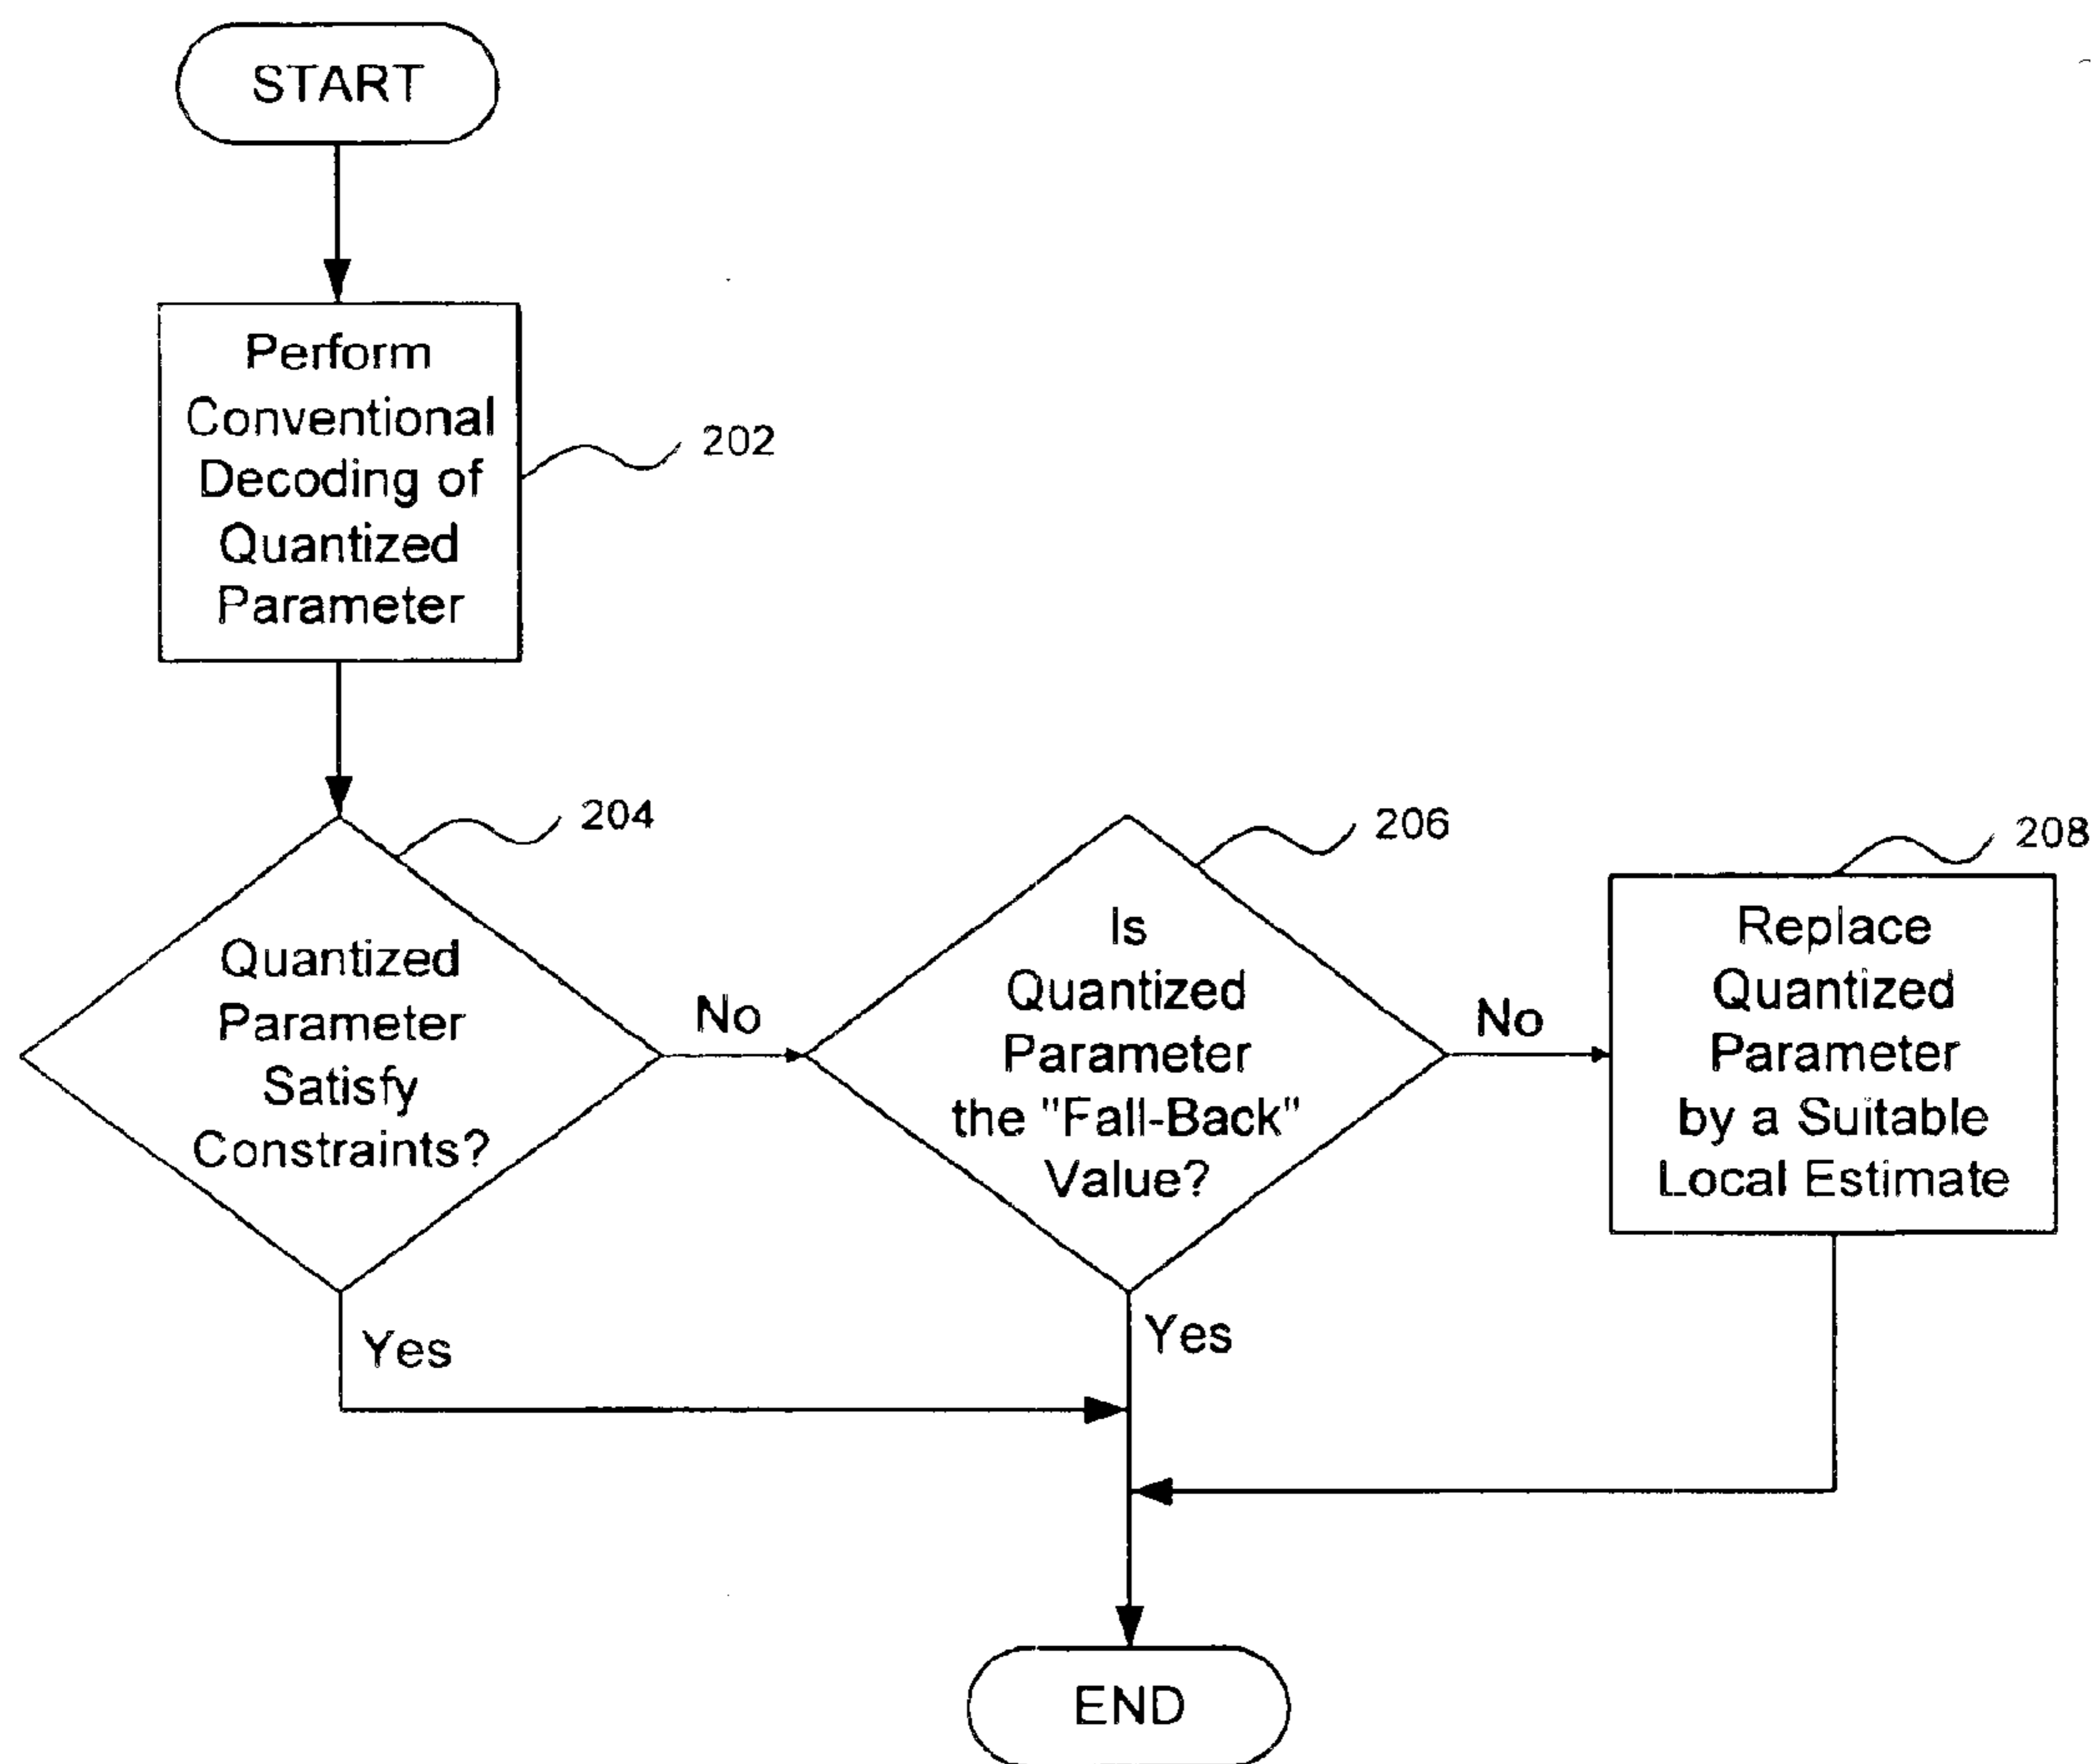 START
Perform
Conventional
Decoding of
Quantized
Parameter
202
204
Quantized
Parameter
Satisfy
Constraints?
No
Yes
206
Is
Quantized
Parameter
the "Fall-Back"
Value?
No
Yes
208
Replace
Quantized
Parameter
by a Suitable
Local Estimate
END